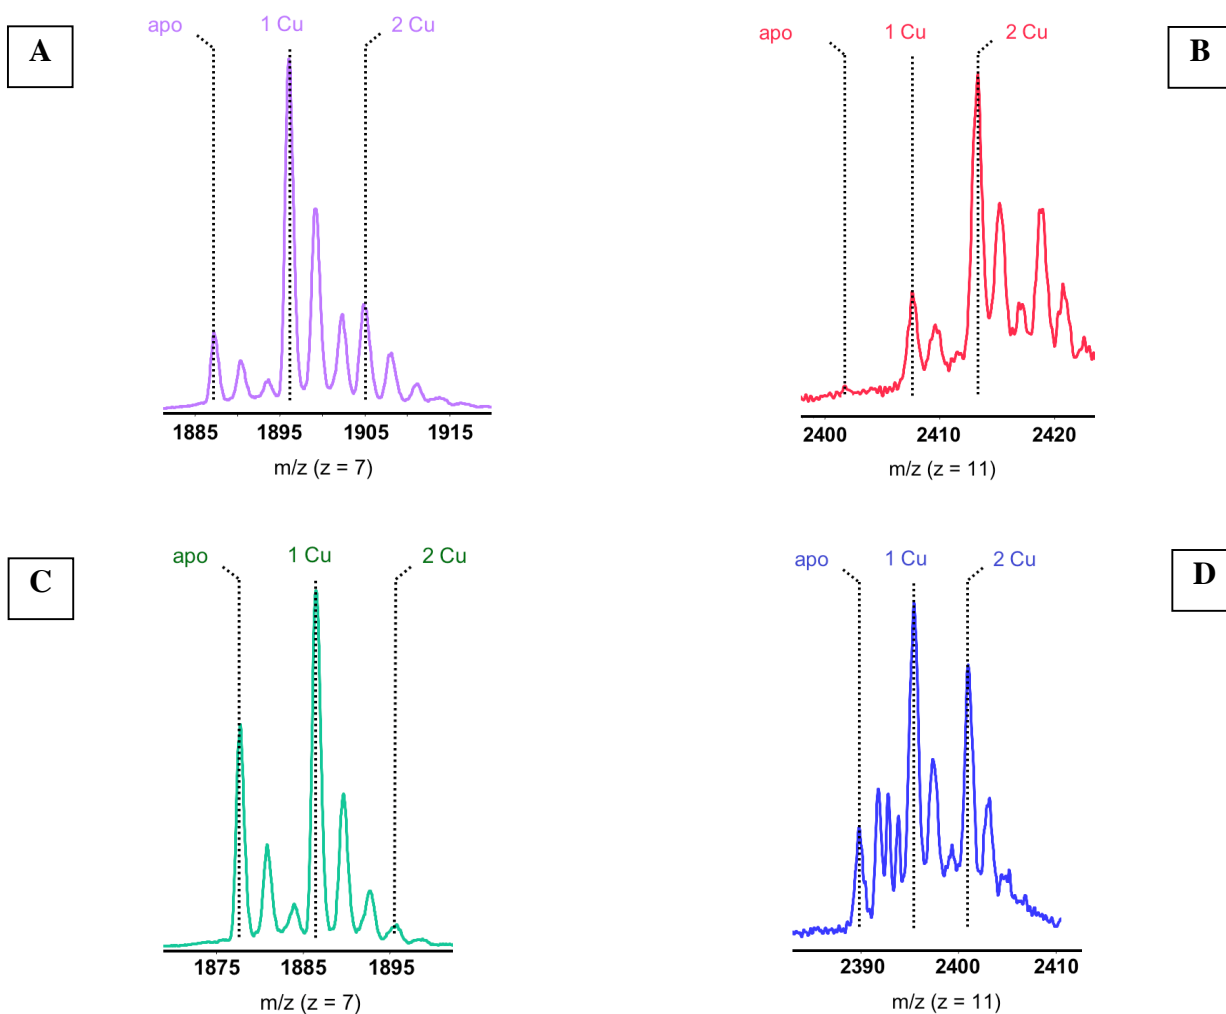 A
apo 1 Cu 2 Cu
1885 1895 1905 1915
m/z (z = 7)
B
apo 1 Cu 2 Cu
2400 2410 2420
m/z (z = 11)
C
apo 1 Cu 2 Cu
1875 1885 1895
m/z (z = 7)
D
apo 1 Cu 2 Cu
2390 2400 2410
m/z (z = 11)